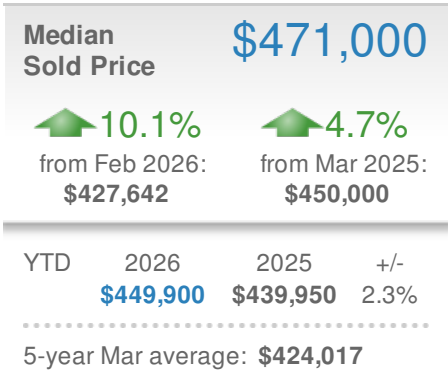 Median
Sold Price
$471,000
10.1% 4.7%
from Feb 2026: from Mar 2025:
$427,642 $450,000
YTD 2026 2025 +/-
$449,900 $439,950 2.3%
5-year Mar average: $424,017